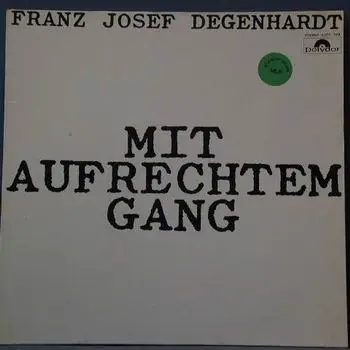 FRANZ JOSEF DEGENHARDT
Polydor
MIT
AUFRECHTEM
GANG